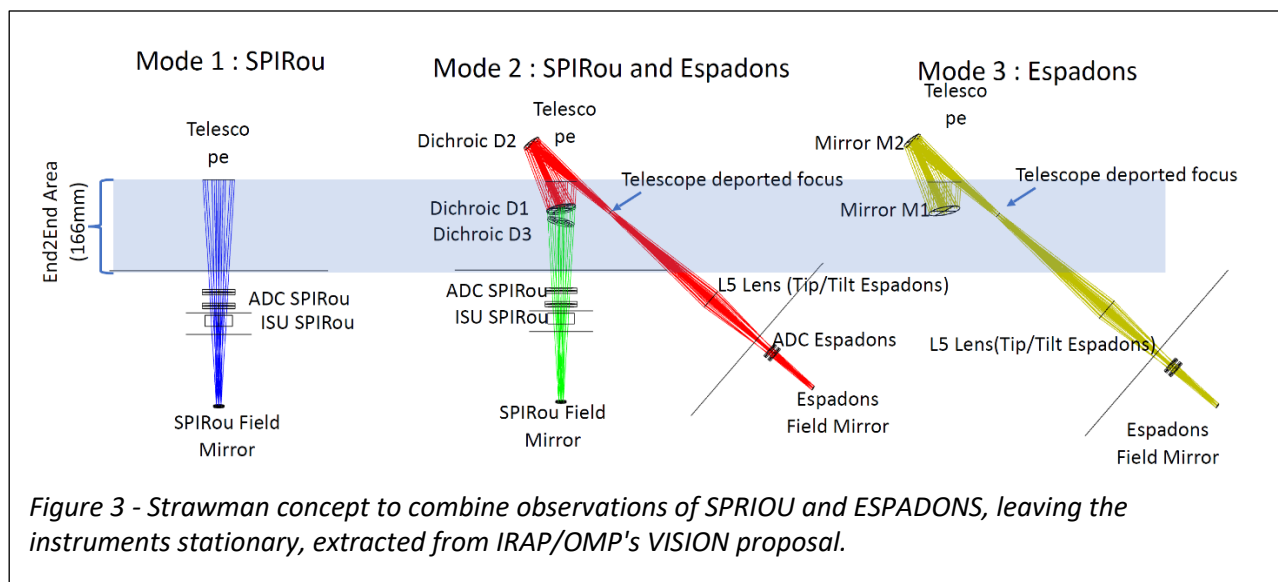 Mode 1 : SPIRou
Mode 2 : SPIRou and Espadons
Mode 3 : Espadons
Telesco
pe
End2End Area
(166mm)
ADC SPIRou
ISU SPIRou
SPIRou Field
Mirror
Telesco
pe
Dichroic D2
Telescope deported focus
Dichroic D1
Dichroic D3
L5 Lens (Tip/Tilt Espadons)
ADC SPIRou
ISU SPIRou
ADC Espadons
SPIRou Field
Mirror
Espadons
Field Mirror
Telesco
pe
Mirror M2
Telescope deported focus
Mirror M1
L5 Lens(Tip/Tilt Espadons)
Espadons
Field Mirror
Figure 3 - Strawman concept to combine observations of SPRIOU and ESPADONS, leaving the
instruments stationary, extracted from IRAP/OMP's VISION proposal.